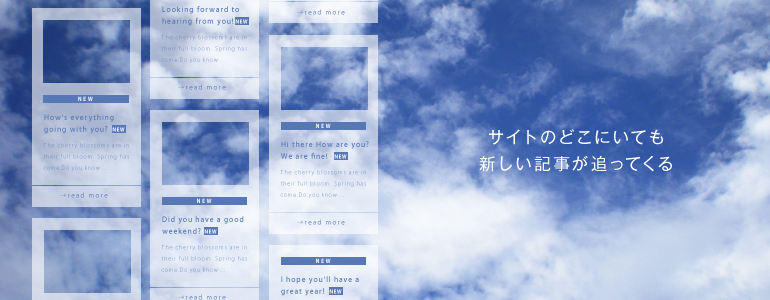 NEW
How's everything
going with you? NEW
The cherry blossoms are in
their full bloom. Spring has
come.Do you know
→read more
Looking forward to
hearing from you! NEW
The cherry blossoms are in
their full bloom. Spring has
come.Do you know
→read more
NEW
Did you have a good
weekend? NEW
The cherry blossoms are in
their full bloom. Spring has
come.Do you know
→read more
→read more
NEW
Hi there How are you?
We are fine! NEW
The cherry blossoms are in
their full bloom. Spring has
come.Do you know
→read more
NEW
I hope you'll have a
great year! NEW
サイトのどこにいても
新しい記事が追ってくる